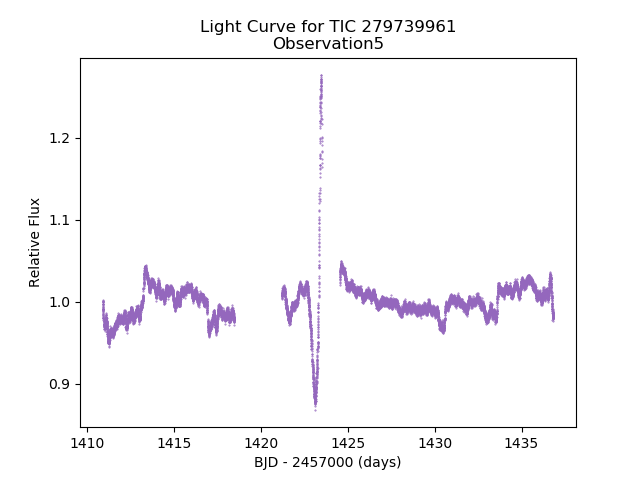 Light Curve for TIC 279739961
Observation5
Relative Flux
1.2
1.1
1.0
0.9
1410 1415 1420 1425 1430 1435
BJD - 2457000 (days)